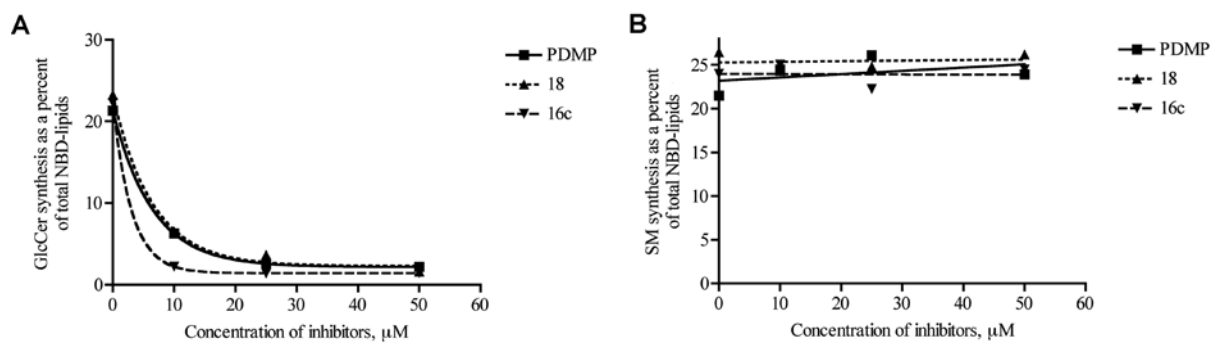 A
GlcCer synthesis as a percent
of total NBD-lipids
30
20
10
0
0 10 20 30 40 50 60
Concentration of inhibitors, µM
PDMP
18
16c
B
SM synthesis as a percent
of total NBD-lipids
25
20
15
10
5
0
0 10 20 30 40 50 60
Concentration of inhibitors, µM
PDMP
18
16c